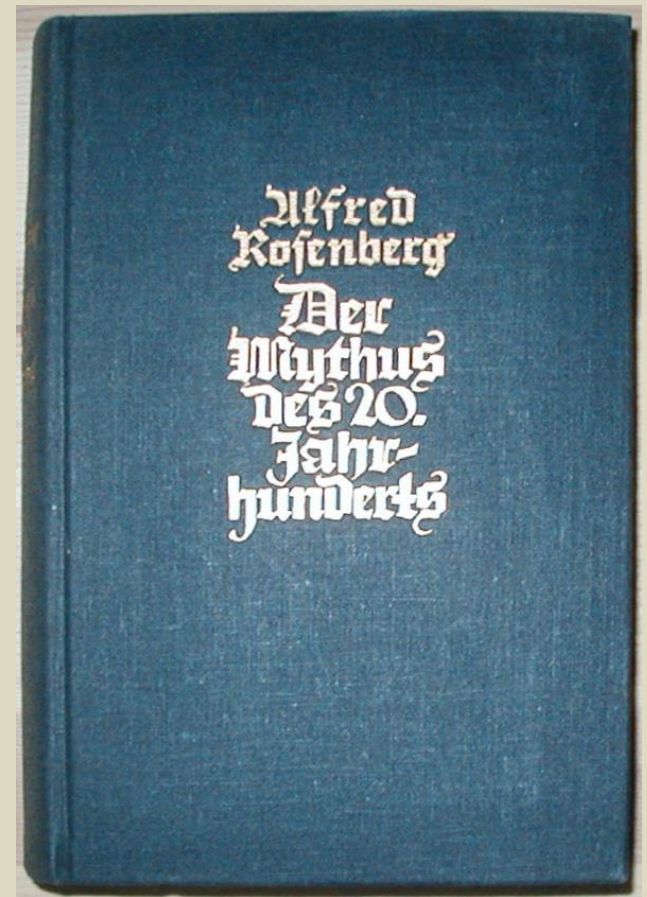 Alfred
Rosenberg
Der
Mythus
des 20.
Jahr-
hunderts